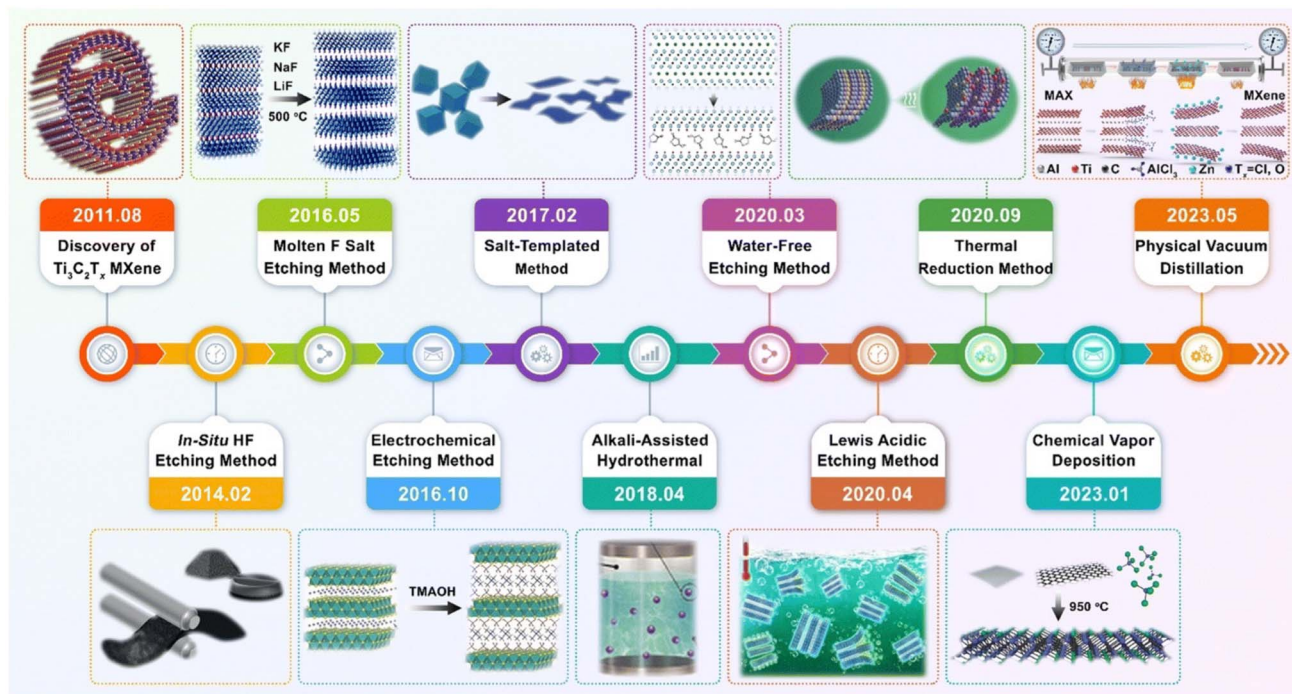 KF
NaF
LiF
500 °C
MAX
MXene
Al Ti C AlCl₃ Zn Tₓ=Cl, O
2011.08
Discovery of
Ti₃C₂Tₓ MXene
2016.05
Molten F Salt
Etching Method
2017.02
Salt-Templated
Method
2020.03
Water-Free
Etching Method
2020.09
Thermal
Reduction Method
2023.05
Physical Vacuum
Distillation
In-Situ HF
Etching Method
2014.02
Electrochemical
Etching Method
2016.10
Alkali-Assisted
Hydrothermal
2018.04
Lewis Acidic
Etching Method
2020.04
Chemical Vapor
Deposition
2023.01
TMAOH
950 °C